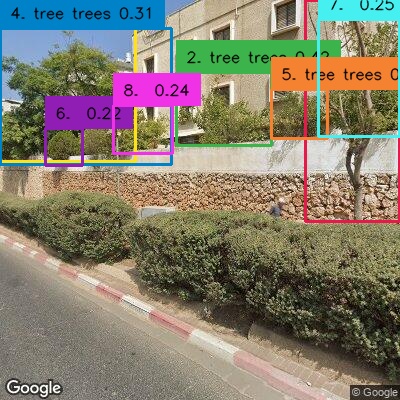 4. tree trees 0.31
7. 0.25
2. tree trees 0.42
5. tree trees 0
8. 0.24
6. 0.22
Google
© Google